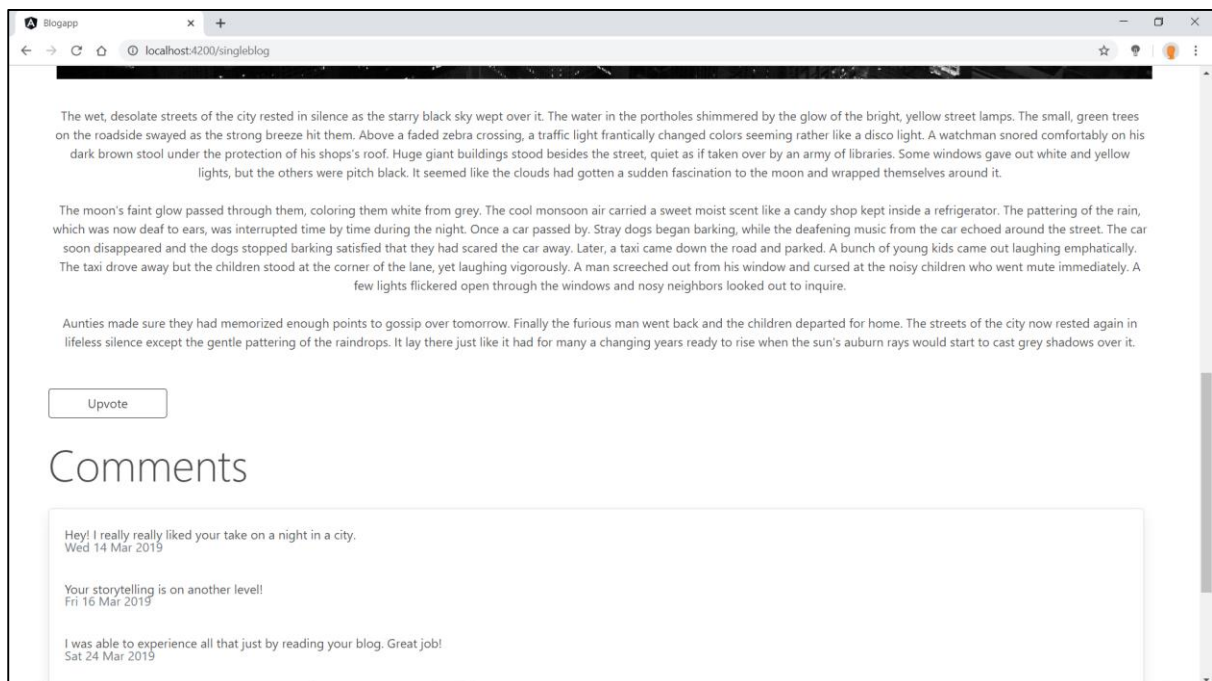 Blogapp
localhost:4200/singleblog
The wet, desolate streets of the city rested in silence as the starry black sky wept over it. The water in the portholes shimmered by the glow of the bright, yellow street lamps. The small, green trees
on the roadside swayed as the strong breeze hit them. Above a faded zebra crossing, a traffic light frantically changed colors seeming rather like a disco light. A watchman snored comfortably on his
dark brown stool under the protection of his shops's roof. Huge giant buildings stood besides the street, quiet as if taken over by an army of libraries. Some windows gave out white and yellow
lights, but the others were pitch black. It seemed like the clouds had gotten a sudden fascination to the moon and wrapped themselves around it.
The moon's faint glow passed through them, coloring them white from grey. The cool monsoon air carried a sweet moist scent like a candy shop kept inside a refrigerator. The pattering of the rain,
which was now deaf to ears, was interrupted time by time during the night. Once a car passed by. Stray dogs began barking, while the deafening music from the car echoed around the street. The car
soon disappeared and the dogs stopped barking satisfied that they had scared the car away. Later, a taxi came down the road and parked. A bunch of young kids came out laughing emphatically.
The taxi drove away but the children stood at the corner of the lane, yet laughing vigorously. A man screeched out from his window and cursed at the noisy children who went mute immediately. A
few lights flickered open through the windows and nosy neighbors looked out to inquire.
Aunties made sure they had memorized enough points to gossip over tomorrow. Finally the furious man went back and the children departed for home. The streets of the city now rested again in
lifeless silence except the gentle pattering of the raindrops. It lay there just like it had for many a changing years ready to rise when the sun's auburn rays would start to cast grey shadows over it.
Upvote
Comments
Hey! I really really liked your take on a night in a city.
Wed 14 Mar 2019
Your storytelling is on another level!
Fri 16 Mar 2019
I was able to experience all that just by reading your blog. Great job!
Sat 24 Mar 2019